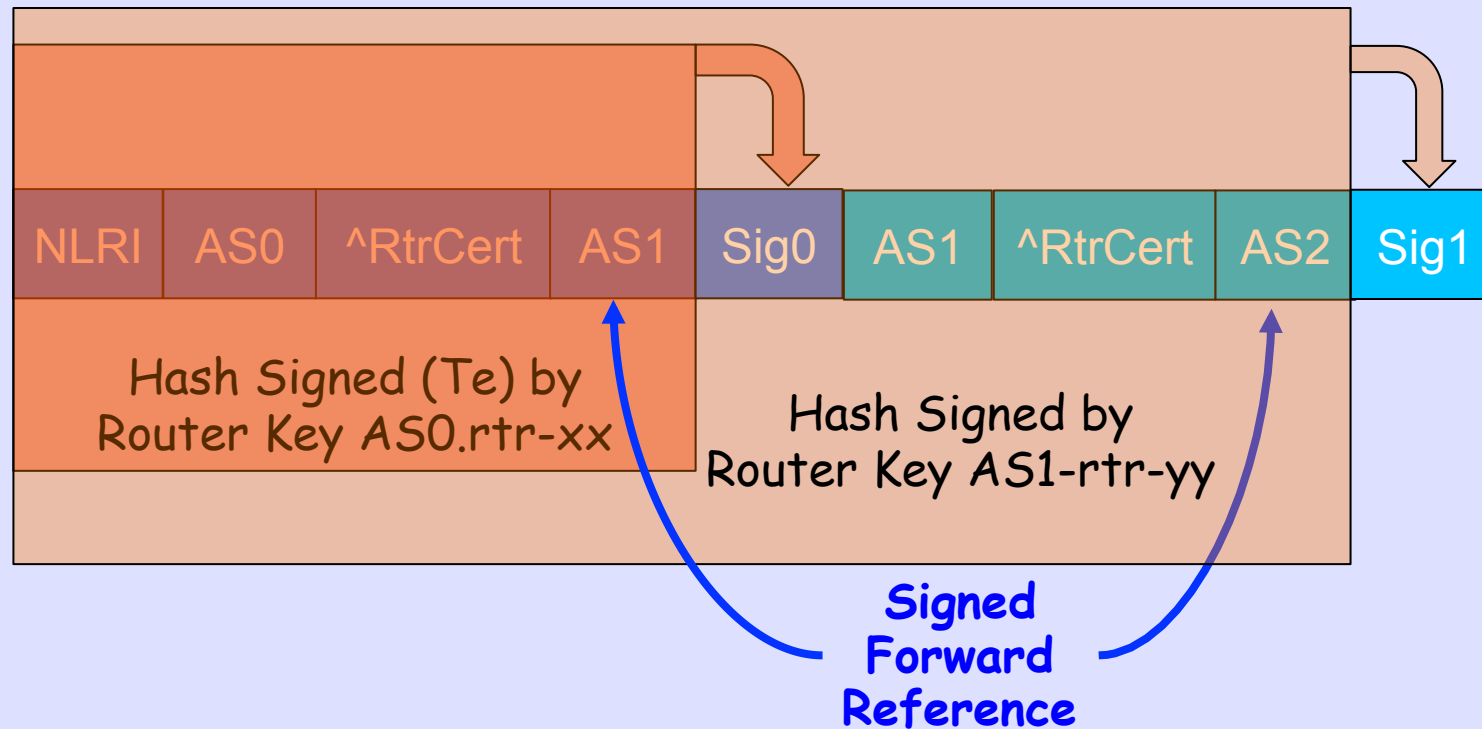 NLRI AS0 ^RtrCert AS1 Sig0 AS1 ^RtrCert AS2 Sig1
Hash Signed (Te) by
Router Key AS0.rtr-xx
Hash Signed by
Router Key AS1-rtr-yy
Signed
Forward
Reference